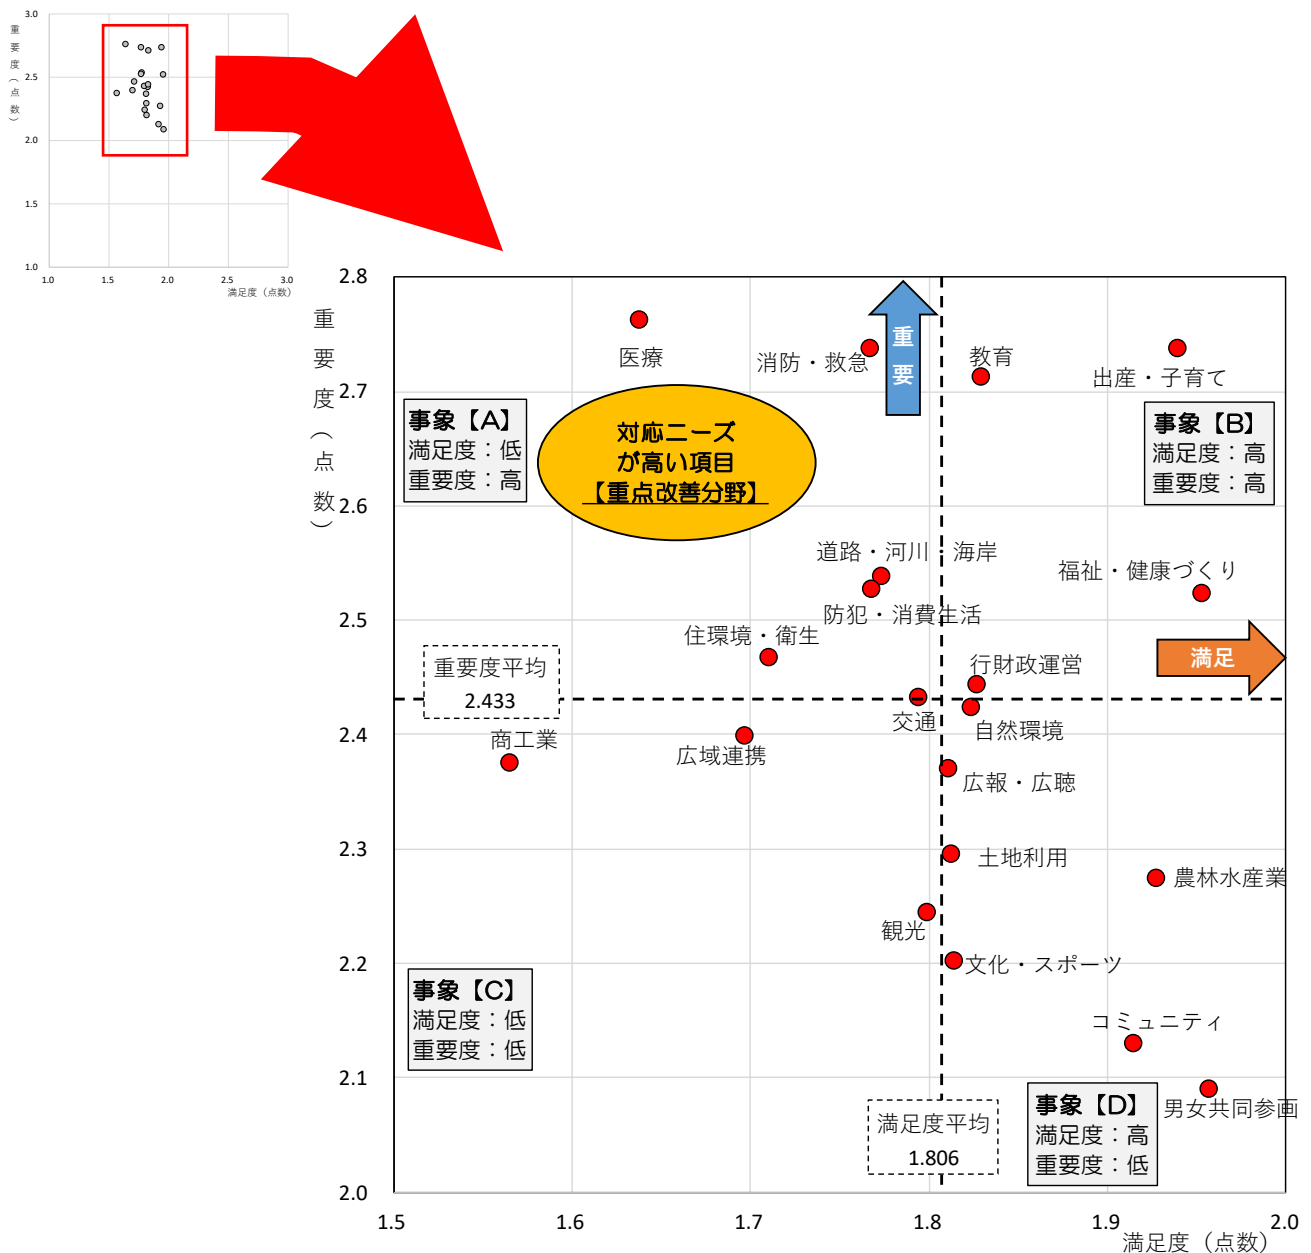 3.0
2.5
2.0
1.5
1.0
重要度（点数）
1.0
1.5
2.0
2.5
3.0
満足度（点数）
重要度（点数）
2.8
2.7
2.6
2.5
2.4
2.3
2.2
2.1
2.0
1.5
1.6
1.7
1.8
1.9
2.0
満足度（点数）
医療
消防・救急
重要
教育
出産・子育て
事象【A】
満足度：低
重要度：高
対応ニーズ
が高い項目
【重点改善分野】
事象【B】
満足度：高
重要度：高
道路・河川・海岸
防犯・消費生活
福祉・健康づくり
住環境・衛生
満足
重要度平均
2.433
行財政運営
交通
自然環境
商工業
広域連携
広報・広聴
土地利用
農林水産業
観光
文化・スポーツ
事象【C】
満足度：低
重要度：低
コミュニティ
男女共同参画
事象【D】
満足度：高
重要度：低
満足度平均
1.806